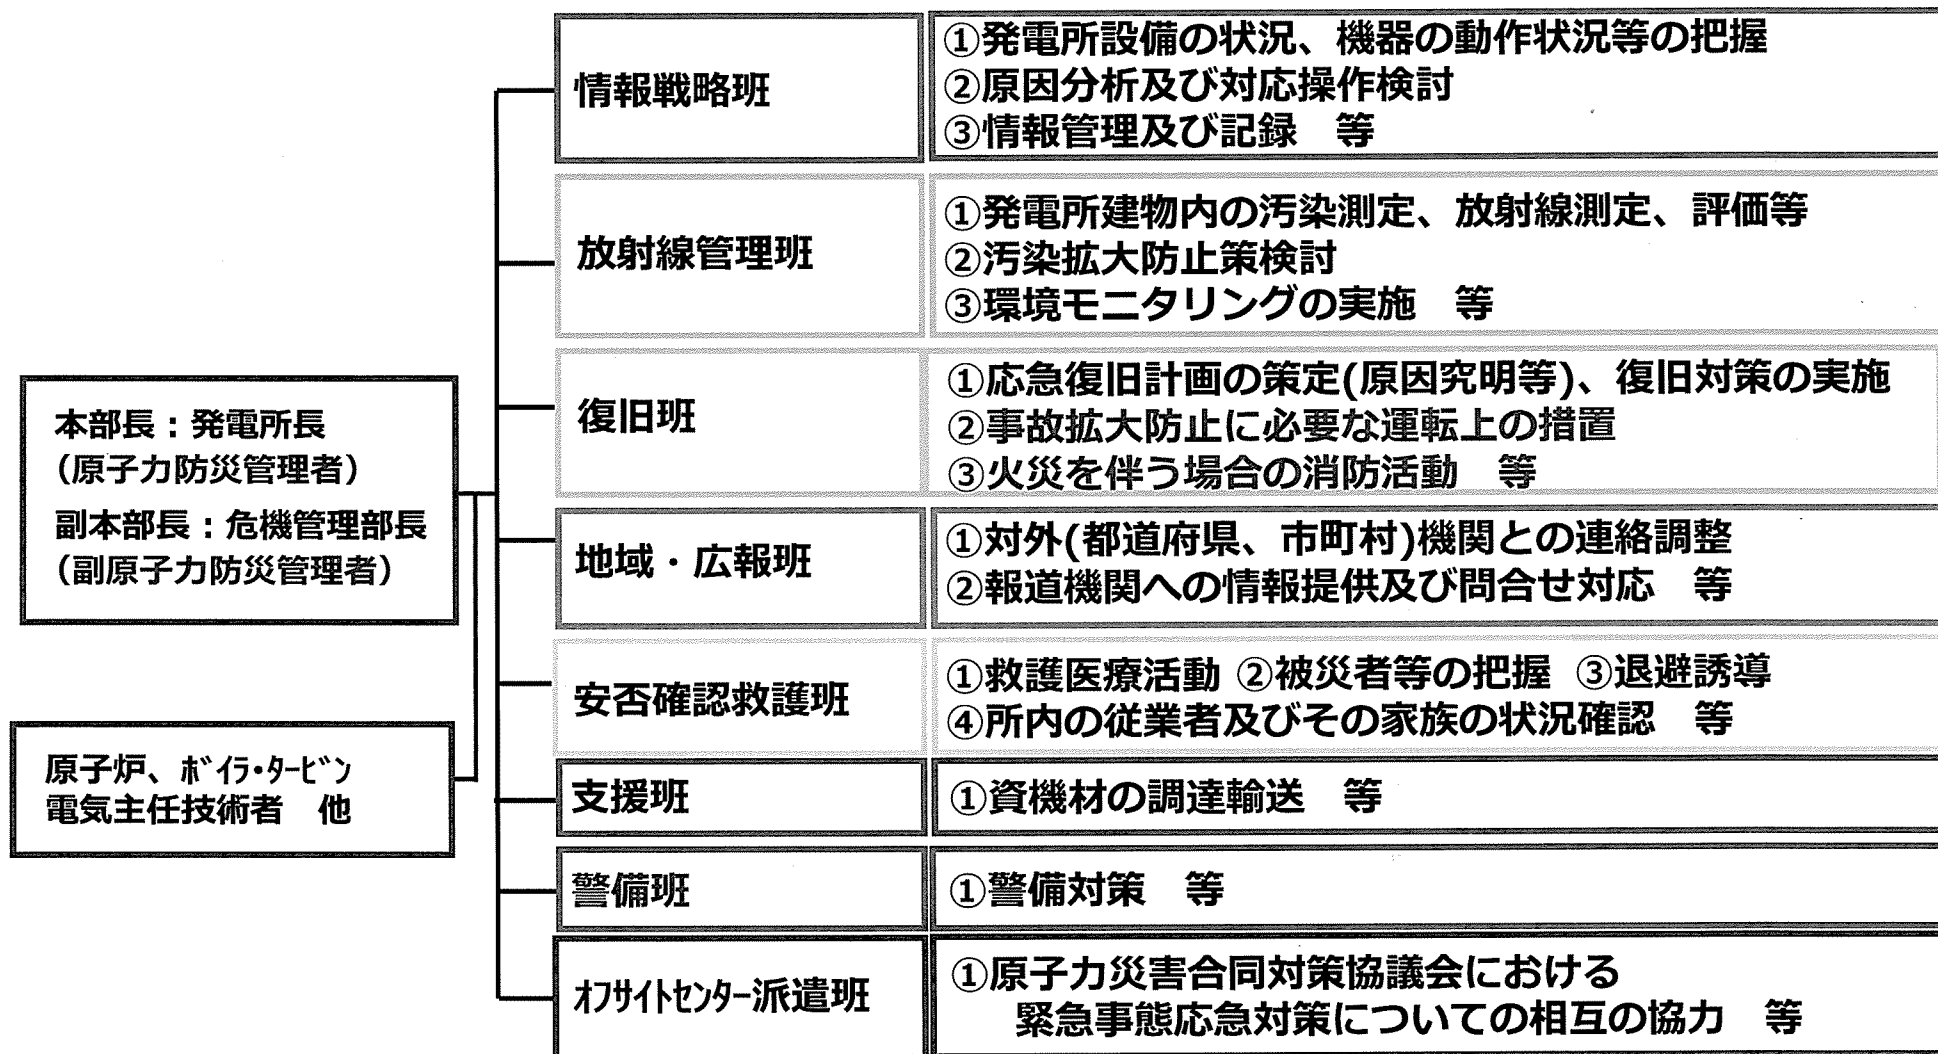 本部長：発電所長
（原子力防災管理者）
副本部長：危機管理部長
（副原子力防災管理者）
原子炉、ﾎﾞｲﾗ・ﾀｰﾋﾞﾝ
電気主任技術者　他
情報戦略班
①発電所設備の状況、機器の動作状況等の把握
②原因分析及び対応操作検討
③情報管理及び記録　等
放射線管理班
①発電所建物内の汚染測定、放射線測定、評価等
②汚染拡大防止策検討
③環境モニタリングの実施　等
復旧班
①応急復旧計画の策定(原因究明等)、復旧対策の実施
②事故拡大防止に必要な運転上の措置
③火災を伴う場合の消防活動　等
地域・広報班
①対外(都道府県、市町村)機関との連絡調整
②報道機関への情報提供及び問合せ対応　等
安否確認救護班
①救護医療活動 ②被災者等の把握 ③退避誘導
④所内の従業者及びその家族の状況確認　等
支援班
①資機材の調達輸送　等
警備班
①警備対策　等
ｵﾌｻｲﾄｾﾝﾀｰ派遣班
①原子力災害合同対策協議会における
緊急事態応急対策についての相互の協力　等